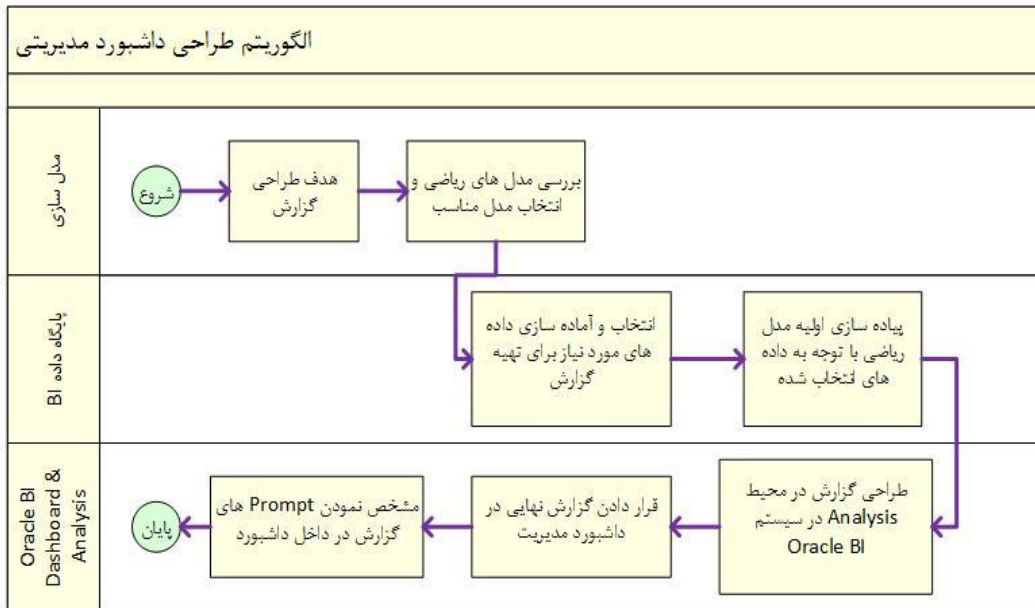 الگوریتم طراحی داشبورد مدیریتی
مدل سازی
شروع
هدف طراحی
گزارش
بررسی مدل های ریاضی و
انتخاب مدل مناسب
پایگاه داده BI
انتخاب و آماده سازی داده
های مورد نیاز برای تهیه
گزارش
پیاده سازی اولیه مدل
ریاضی با توجه به داده
های انتخاب شده
Oracle BI
Dashboard &
Analysis
طراحی گزارش در محیط
Analysis در سیستم
Oracle BI
قرار دادن گزارش نهایی در
داشبورد مدیریت
مشخص نمودن Prompt های
گزارش در داخل داشبورد
پایان